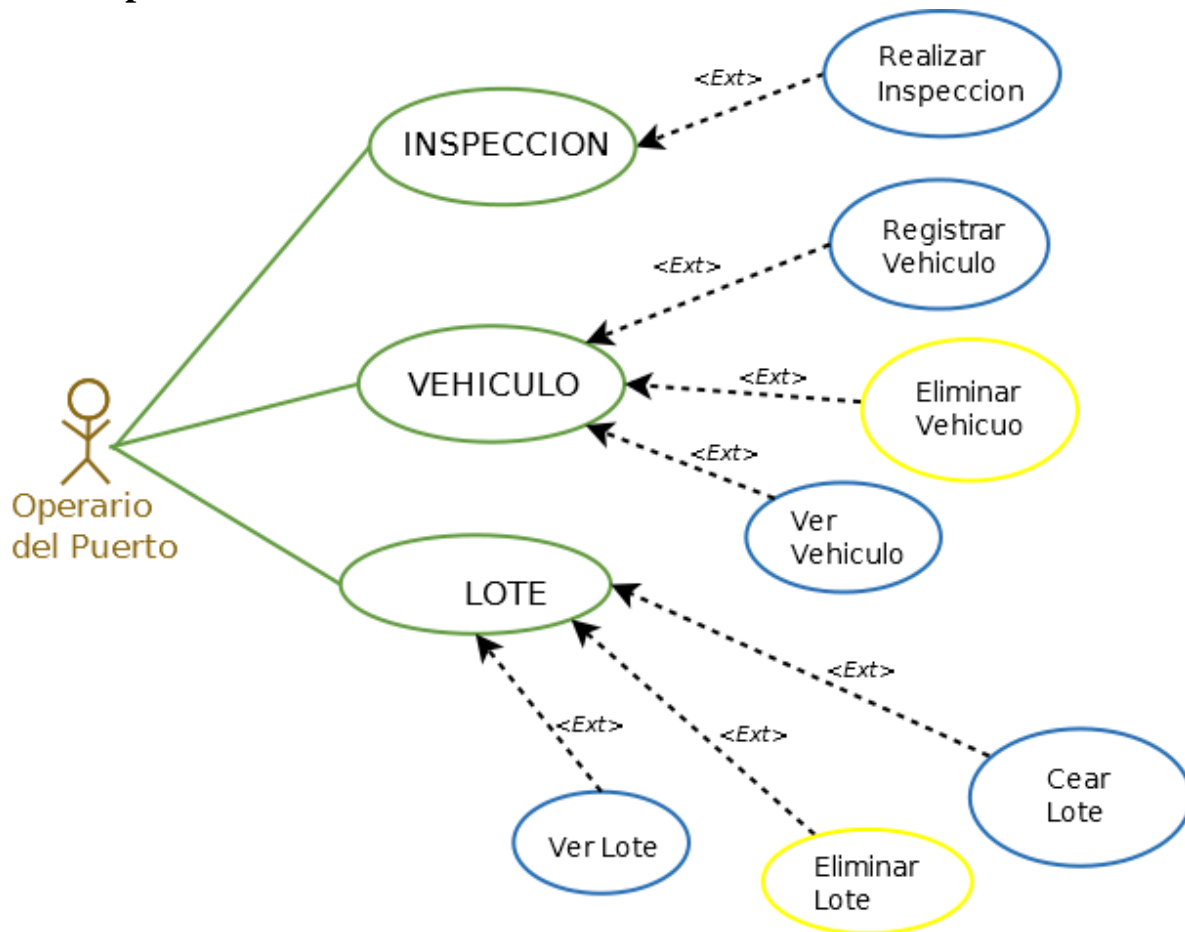 <Ext>
Realizar
Inspeccion
INSPECCION
Registrar
Vehiculo
<Ext>
VEHICULO
<Ext>
Eliminar
Vehicuo
<Ext>
Ver
Vehiculo
Operario
del Puerto
LOTE
<Ext>
<Ext>
<Ext>
Cear
Lote
Ver Lote
Eliminar
Lote